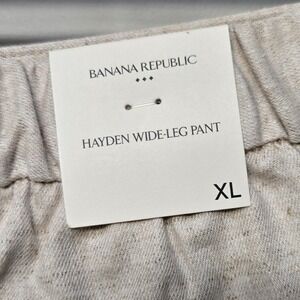 BANANA REPUBLIC
HAYDEN WIDE-LEG PANT
XL